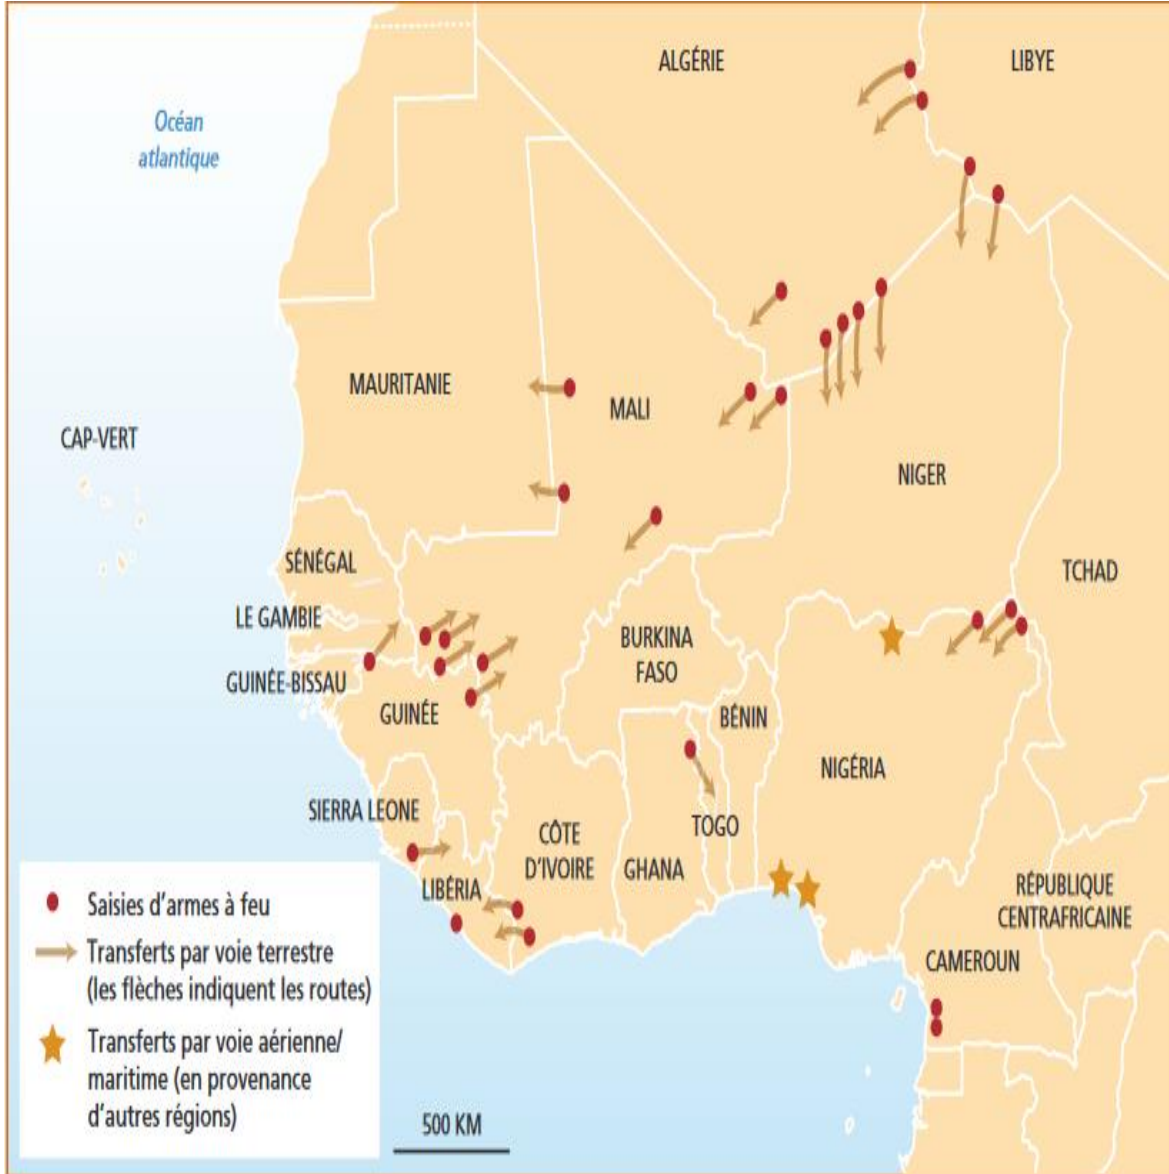 ALGÉRIE
LIBYE
Océan
atlantique
MAURITANIE
MALI
CAP-VERT
NIGER
SÉNÉGAL
TCHAD
LE GAMBIE
BURKINA
FASO
GUINÉE-BISSAU
GUINÉE
BÉNIN
NIGÉRIA
SIERRA LEONE
CÔTE
D'IVOIRE
TOGO
GHANA
LIBÉRIA
RÉPUBLIQUE
CENTRAFRICAINE
CAMEROUN
Saisies d'armes à feu
Transferts par voie terrestre
(les flèches indiquent les routes)
Transferts par voie aérienne/
maritime (en provenance
d'autres régions)
500 KM